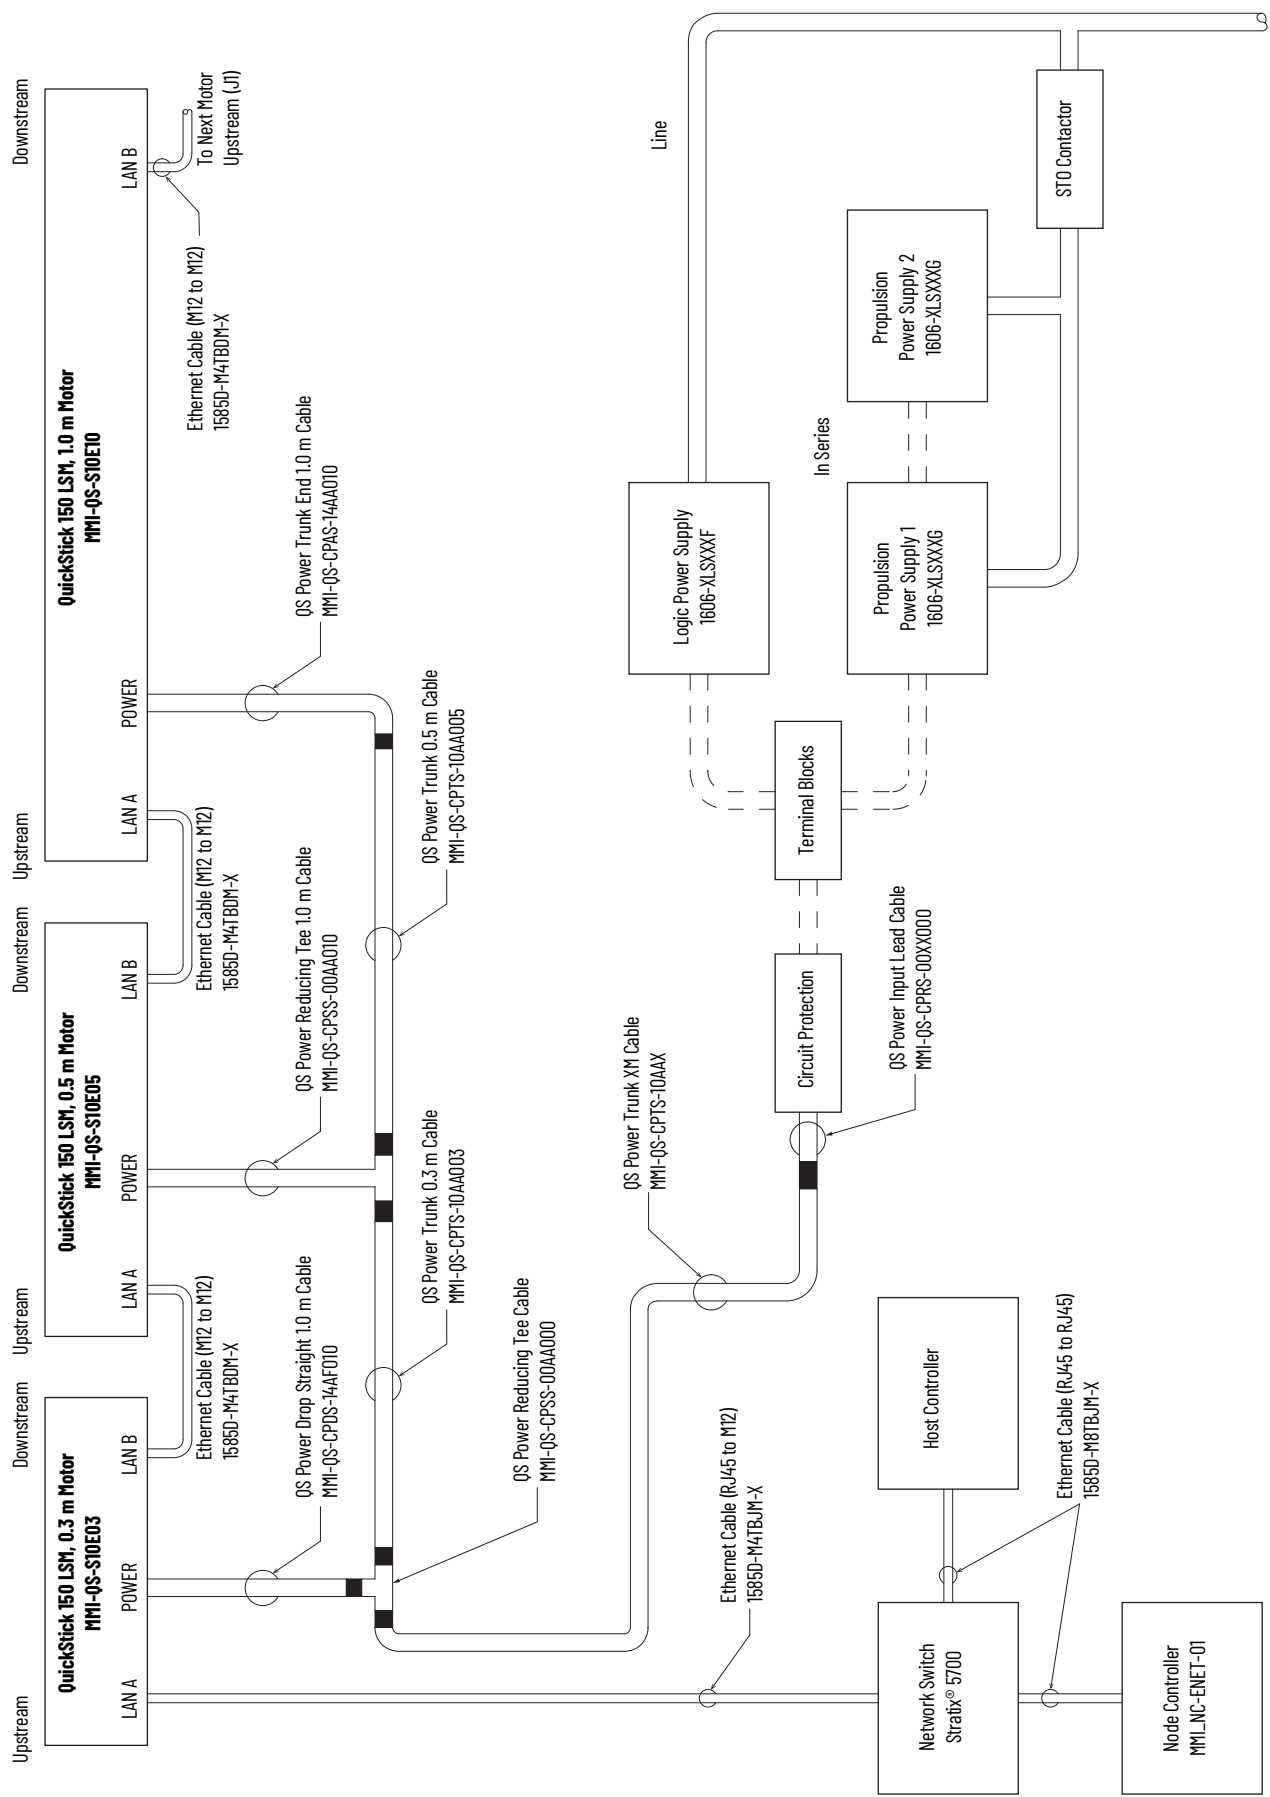 Upstream
QuickStick 150 LSM, 0.3 m Motor
MMI-QS-S10E03
Downstream
LAN A
POWER
LAN B
Upstream
QuickStick 150 LSM, 0.5 m Motor
MMI-QS-S10E05
Downstream
LAN A
POWER
LAN B
Upstream
QuickStick 150 LSM, 1.0 m Motor
MMI-QS-S10E10
Downstream
LAN A
POWER
LAN B
Ethernet Cable (M12 to M12)
1585D-M4TBDM-X
Ethernet Cable (M12 to M12)
1585D-M4TBDM-X
Ethernet Cable (M12 to M12)
1585D-M4TBDM-X
To Next Motor
Upstream (J1)
QS Power Drop Straight 1.0 m Cable
MMI-QS-CPDS-14AF010
QS Power Reducing Tee 1.0 m Cable
MMI-QS-CPSS-00AA010
QS Power Trunk End 1.0 m Cable
MMI-QS-CPAS-14AA010
QS Power Trunk 0.3 m Cable
MMI-QS-CPTS-10AA003
QS Power Trunk 0.5 m Cable
MMI-QS-CPTS-10AA005
QS Power Reducing Tee Cable
MMI-QS-CPSS-00AA000
QS Power Trunk XM Cable
MMI-QS-CPTS-10AAX
Line
Logic Power Supply
1606-XLSXXXF
Ethernet Cable (RJ45 to M12)
1585D-M4TBJM-X
Circuit Protection
Terminal Blocks
In Series
QS Power Input Lead Cable
MMI-QS-CPRS-00XX000
Propulsion
Power Supply 1
1606-XLSXXXG
Propulsion
Power Supply 2
1606-XLSXXXG
STO Contactor
Network Switch
Stratix® 5700
Host Controller
Ethernet Cable (RJ45 to RJ45)
1585D-M8TBJM-X
Node Controller
MMI_NC-ENET-01